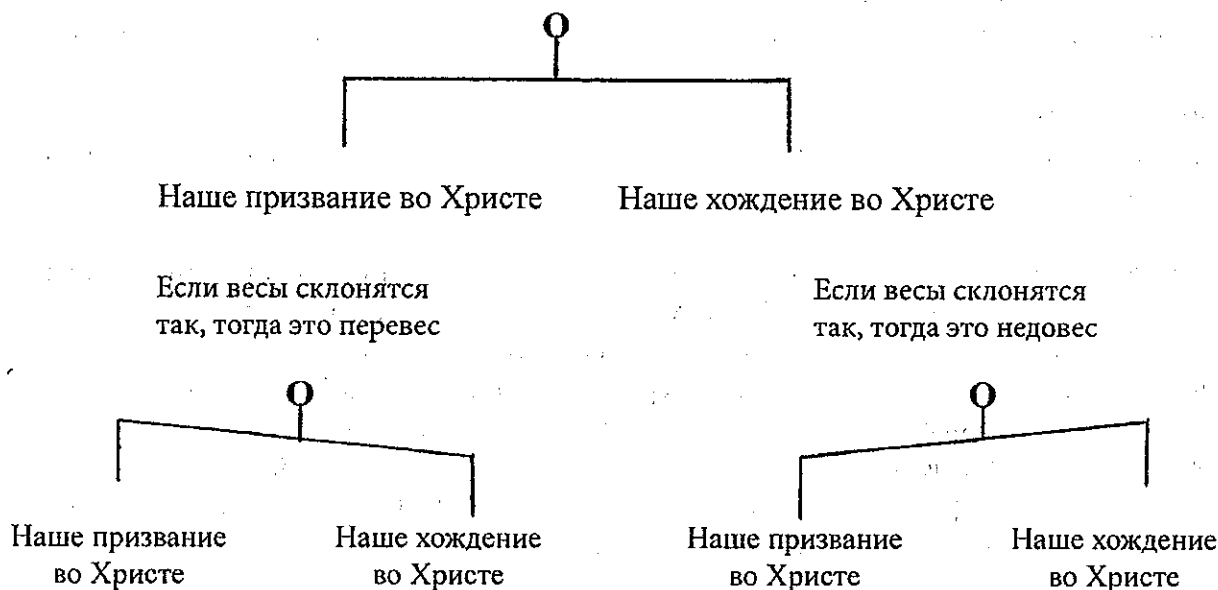 О
Наше призвание во Христе
Наше хождение во Христе
Если весы склонятся
так, тогда это перевес
Если весы склонятся
так, тогда это недовес
О
О
Наше призвание
во Христе
Наше хождение
во Христе
Наше призвание
во Христе
Наше хождение
во Христе